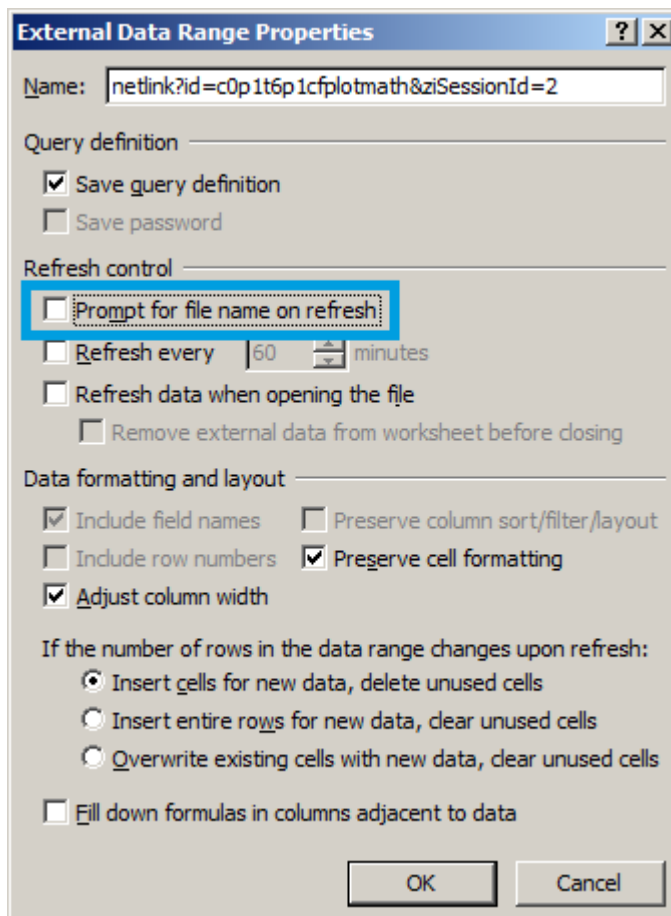 External Data Range Properties
Name: netlink?id=c0p1t6p1cfplotmath&ziSessionId=2
Query definition
Save query definition
Save password
Refresh control
Prompt for file name on refresh
Refresh every 60 minutes
Refresh data when opening the file
Remove external data from worksheet before closing
Data formatting and layout
Include field names Preserve column sort/filter/layout
Include row numbers Preserve cell formatting
Adjust column width
If the number of rows in the data range changes upon refresh:
Insert cells for new data, delete unused cells
Insert entire rows for new data, clear unused cells
Overwrite existing cells with new data, clear unused cells
Fill down formulas in columns adjacent to data
OK Cancel